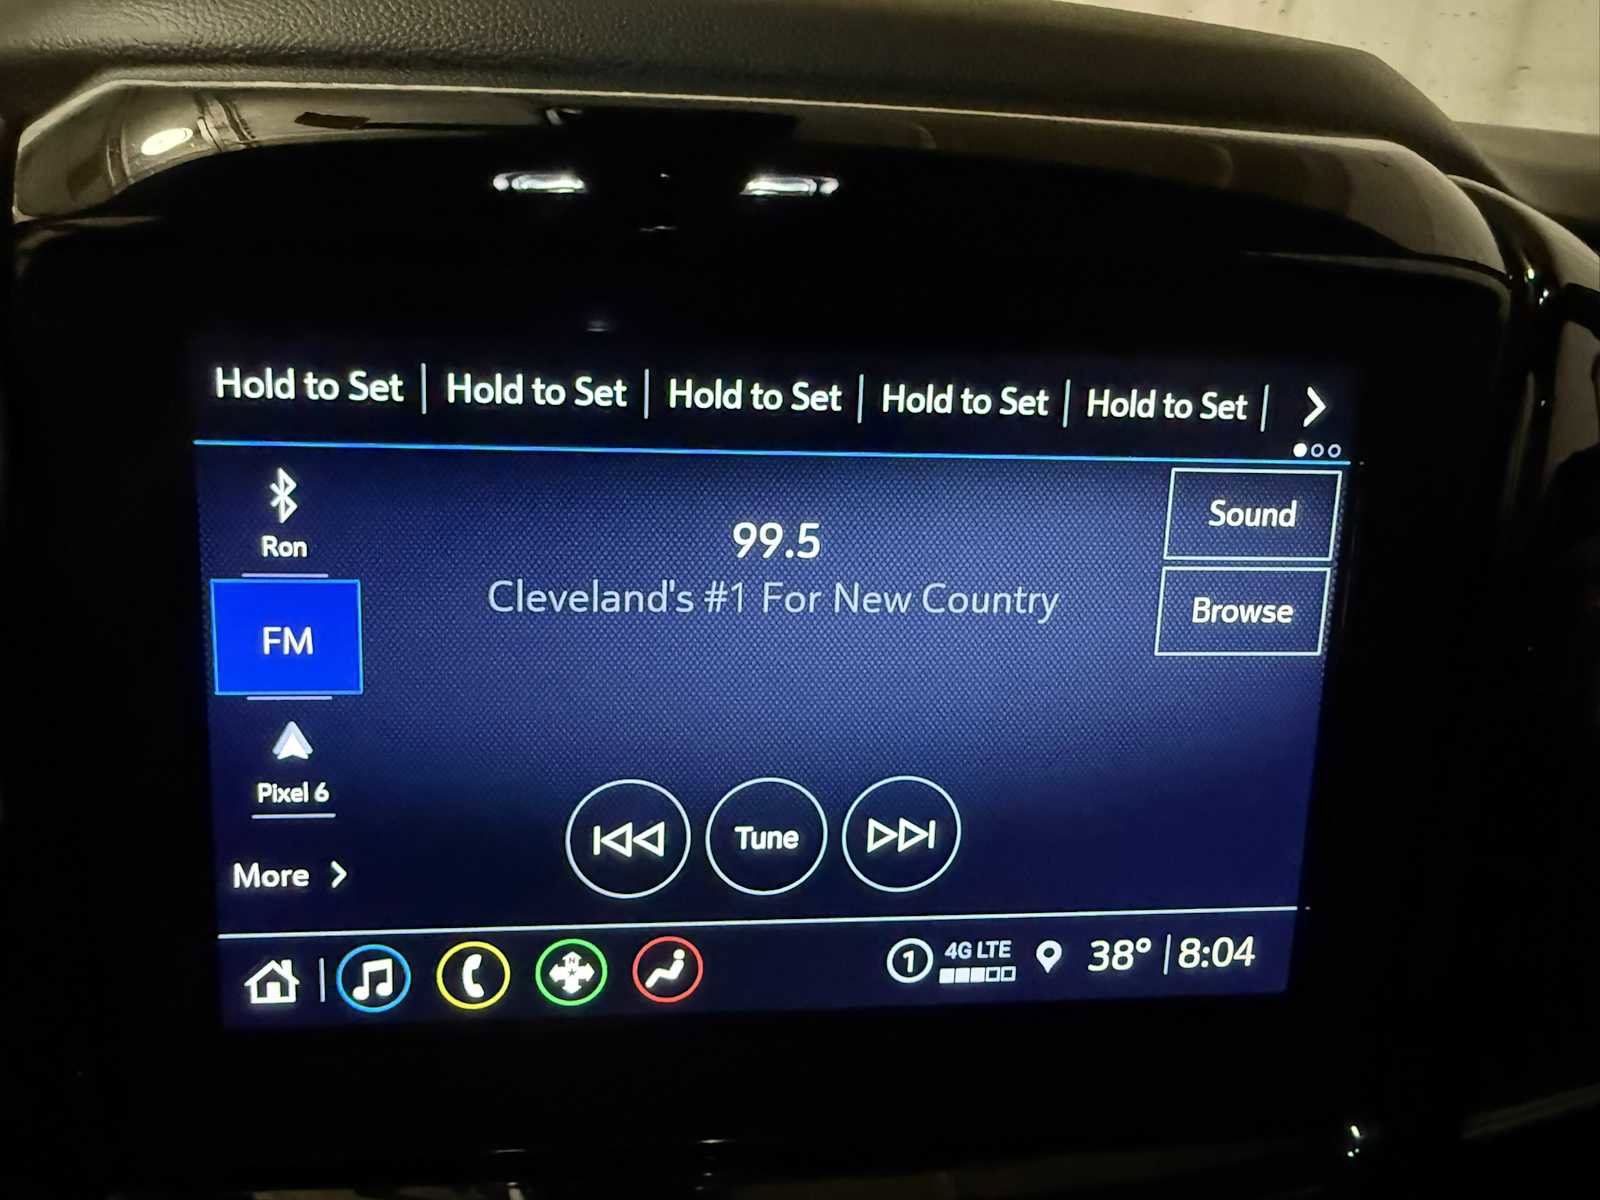 Hold to Set | Hold to Set | Hold to Set | Hold to Set | Hold to Set |
Ron
99.5
Sound
Cleveland's #1 For New Country
Browse
FM
Pixel 6
Tune
More
1 4G LTE 38° | 8:04
N